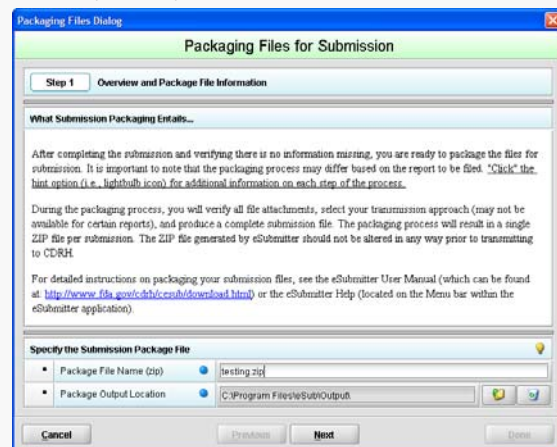 Packaging Files Dialog
Packaging Files for Submission
Step 1 Overview and Package File Information
What Submission Packaging Entails...
After completing the submission and verifying there is no information missing, you are ready to package the files for
submission. It is important to note that the packaging process may differ based on the report to be filed. "Click" the
hint option (i.e., lightbulb icon) for additional information on each step of the process.
During the packaging process, you will verify all file attachments, select your transmission approach (may not be
available for certain reports), and produce a complete submission file. The packaging process will result in a single
ZIP file per submission. The ZIP file generated by eSubmitter should not be altered in any way prior to transmitting
to CDRH.
For detailed instructions on packaging your submission files, see the eSubmitter User Manual (which can be found
at: http://www.fda.gov/cdrh/cesub/download.html) or the eSubmitter Help (located on the Menu bar within the
eSubmitter application).
Specify the Submission Package File
Package File Name (zip) testing.zip
Package Output Location C:\Program Files\eSub\Output\
Cancel Previous Next Done